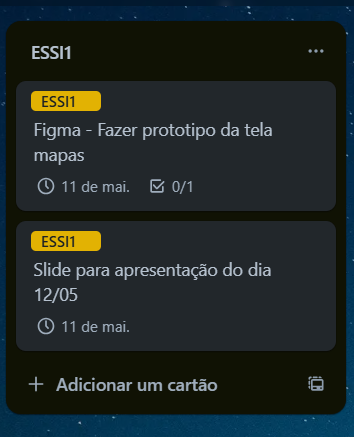 ESSI1
ESSI1
Figma - Fazer prototipo da tela
mapas
11 de mai.
0/1
ESSI1
Slide para apresentação do dia
12/05
11 de mai.
Adicionar um cartão